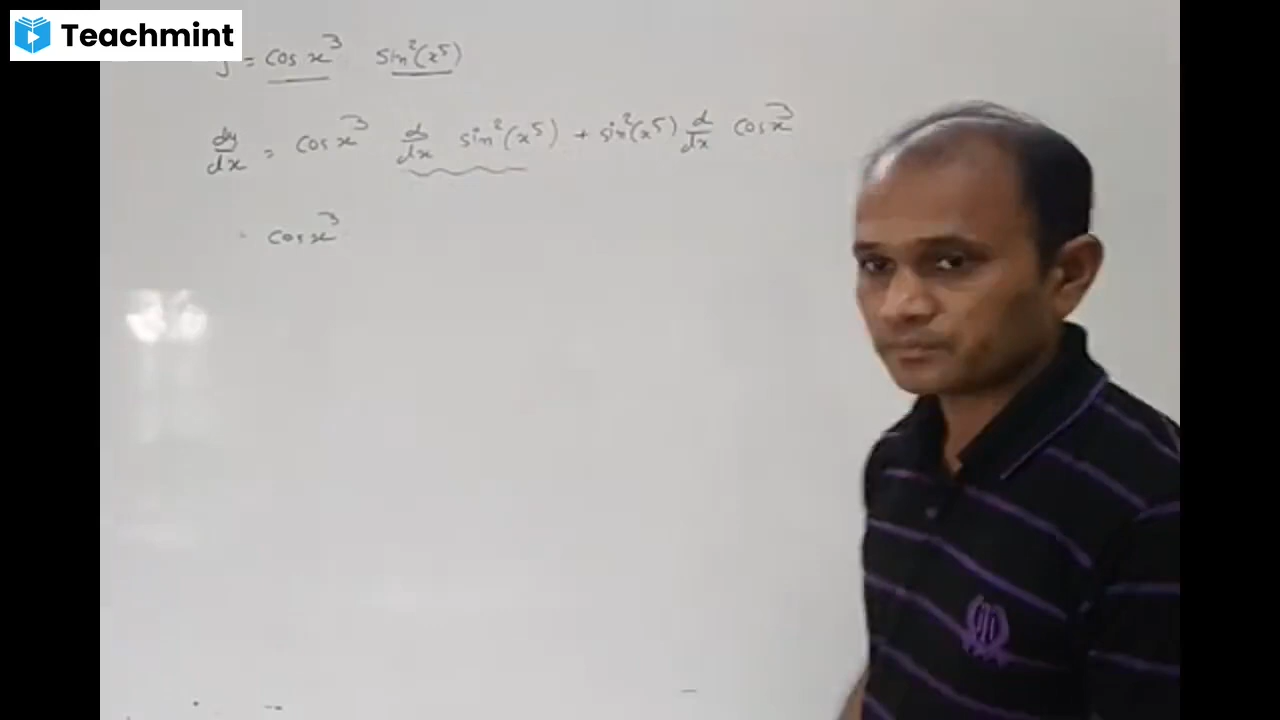 Teachmint
y = cos x³ sin²(x⁵)
dy/dx = cos x³ d/dx sin²(x⁵) + sin²(x⁵) d/dx cos x³
= cos x³